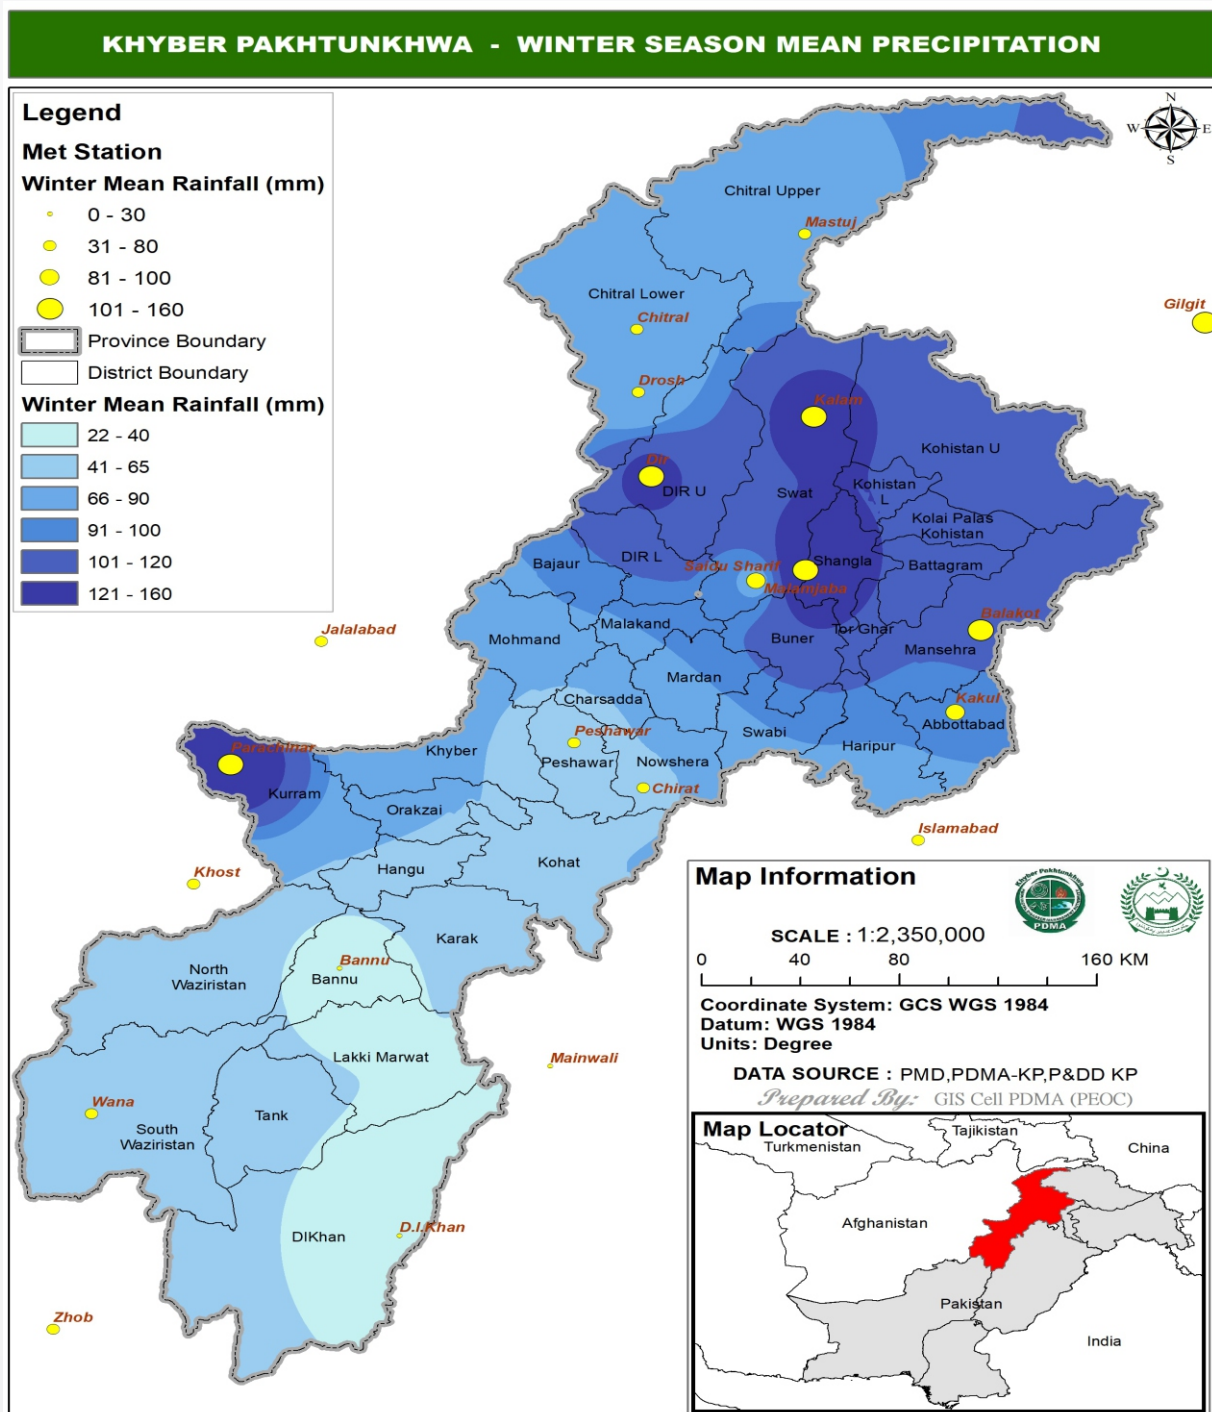 KHYBER PAKHTUNKHWA - WINTER SEASON MEAN PRECIPITATION
Legend
Met Station
Winter Mean Rainfall (mm)
0 - 30
31 - 80
81 - 100
101 - 160
Province Boundary
District Boundary
Winter Mean Rainfall (mm)
22 - 40
41 - 65
66 - 90
91 - 100
101 - 120
121 - 160
N
W E
S
Chitral Upper
Mastuj
Chitral Lower
Chitral
Gilgit
Drosh
Kalam
Kohistan U
Dir
DIR U
Swat
Kohistan
L
Kolai Palas
Kohistan
DIR L
Bajaur
Saidu Sharif
Shangla
Battagram
Malamjaba
Jalalabad
Malakand
Mohmand
Buner
Tor Ghar
Balakot
Mansehra
Mardan
Charsadda
Kakul
Abbottabad
Swabi
Peshawar
Parachinar
Khyber
Peshawar
Nowshera
Haripur
Kurram
Chirat
Orakzai
Islamabad
Khost
Hangu
Kohat
Karak
North
Waziristan
Bannu
Bannu
Lakki Marwat
Mainwali
Wana
Tank
South
Waziristan
DIKhan
D.I.Khan
Zhob
Map Information
Khyber Pakhtunkhwa
PDMA
SCALE : 1:2,350,000
0 40 80 160 KM
Coordinate System: GCS WGS 1984
Datum: WGS 1984
Units: Degree
DATA SOURCE : PMD,PDMA-KP,P&DD KP
Prepared By: GIS Cell PDMA (PEOC)
Map Locator
Turkmenistan
Tajikistan
China
Afghanistan
Pakistan
India